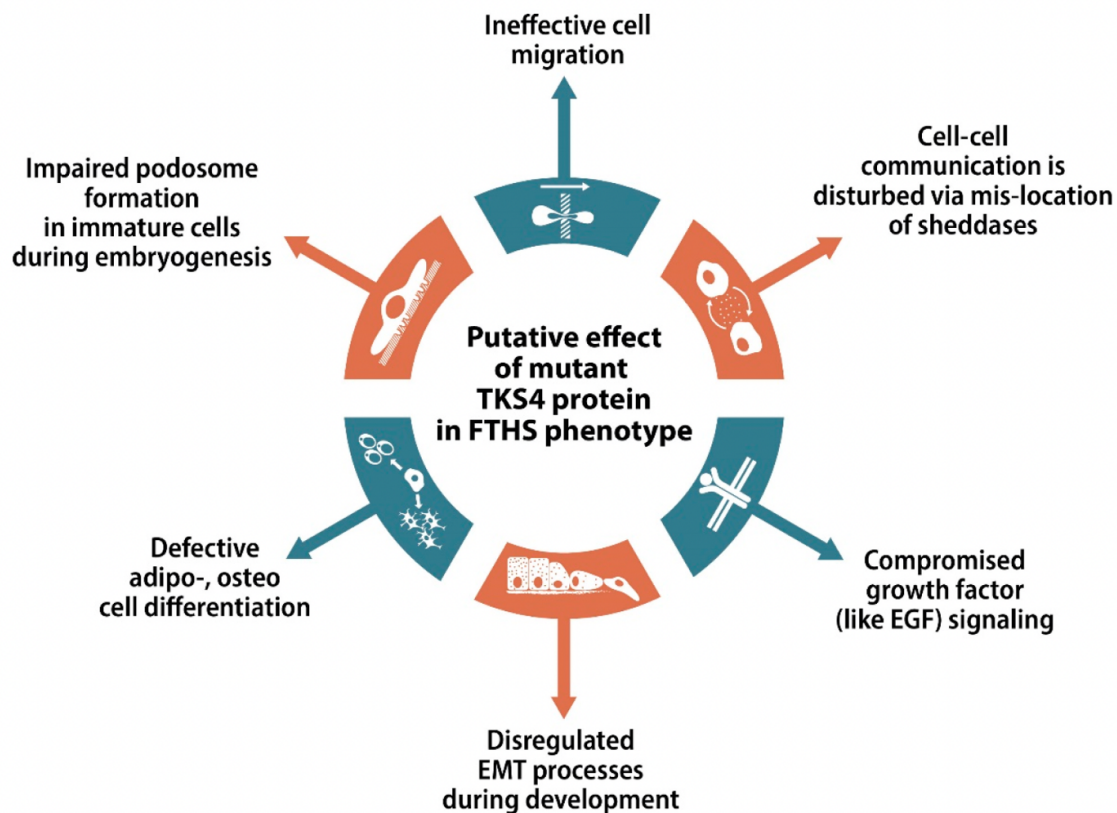 Ineffective cell
migration
Cell-cell
communication is
disturbed via mis-location
of sheddases
Impaired podosome
formation
in immature cells
during embryogenesis
Putative effect
of mutant
TKS4 protein
in FTHS phenotype
Defective
adipo-, osteo
cell differentiation
Compromised
growth factor
(like EGF) signaling
Disregulated
EMT processes
during development